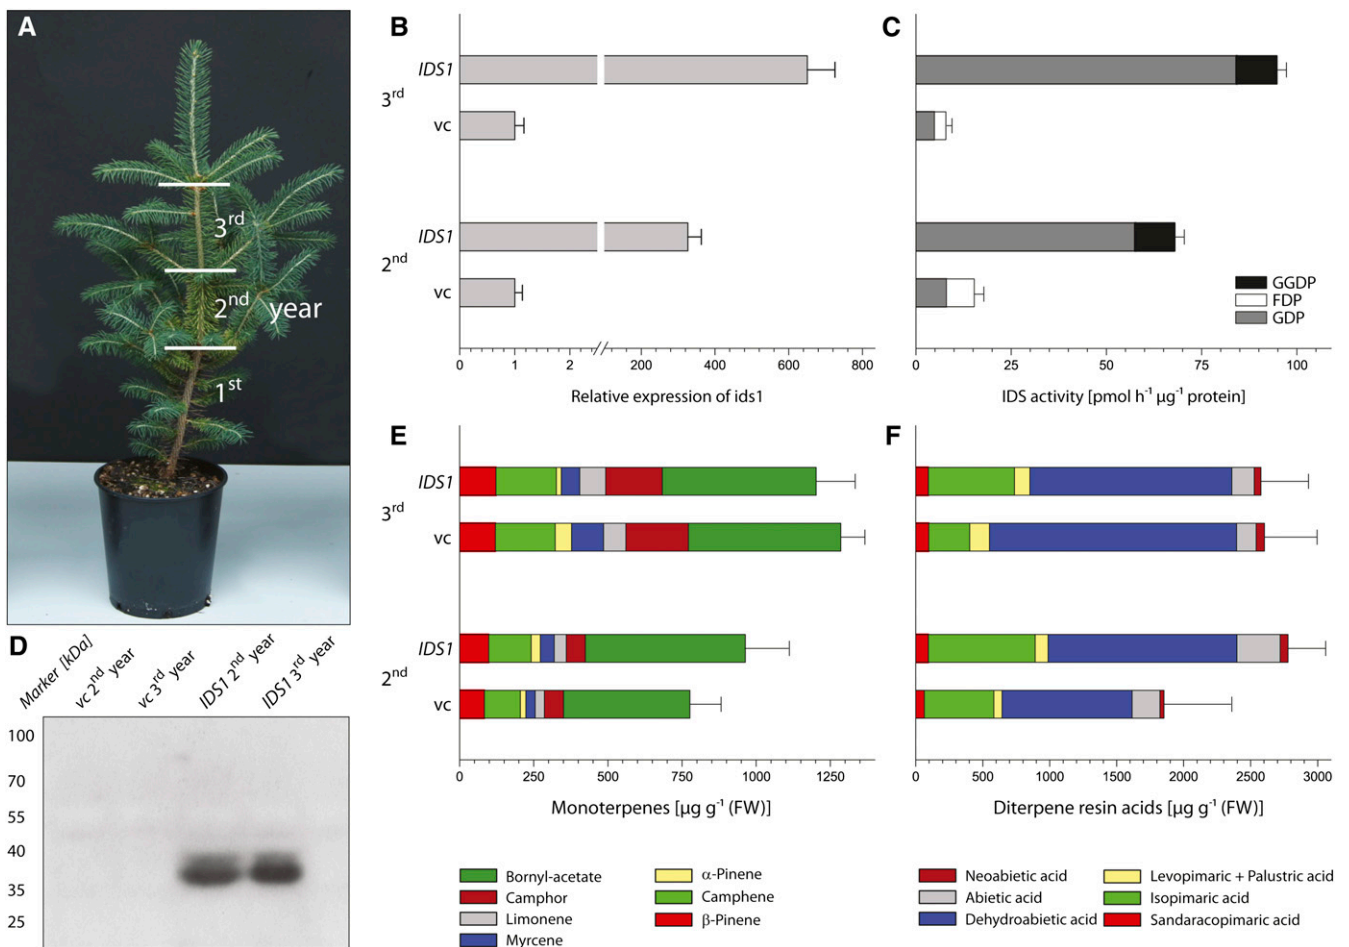 A
3rd
2nd
year
1st
B
IDS1
3rd
vc
IDS1
2nd
vc
0 1 2 200 400 600 800
Relative expression of ids1
C
GGDP
FDP
GDP
0 25 50 75 100
IDS activity [pmol h-1 µg-1 protein]
D
Marker [kDa]
vc 2nd year
vc 3rd year
IDS1 2nd year
IDS1 3rd year
100
70
55
40
35
25
E
IDS1
3rd
vc
IDS1
2nd
vc
0 250 500 750 1000 1250
Monoterpenes [µg g-1 (FW)]
Bornyl-acetate
Camphor
Limonene
Myrcene
α-Pinene
Camphene
β-Pinene
F
0 500 1000 1500 2000 2500 3000
Diterpene resin acids [µg g-1 (FW)]
Neoabietic acid
Abietic acid
Dehydroabietic acid
Levopimaric + Palustric acid
Isopimaric acid
Sandaracopimaric acid